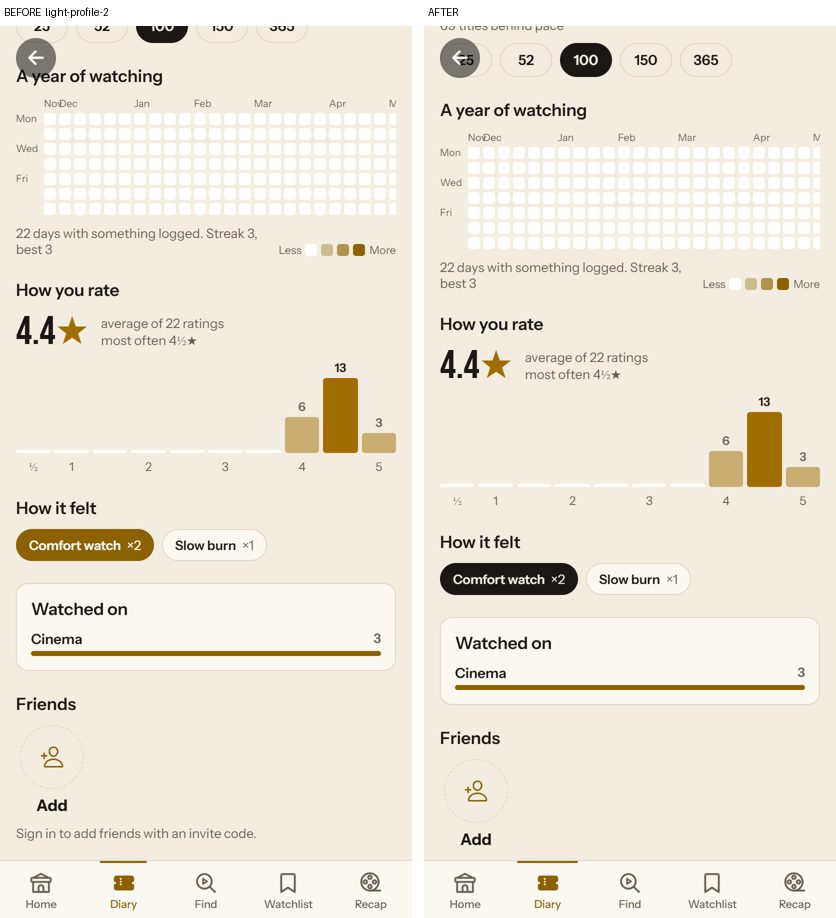 BEFORE light-profile-2
25 52 100 150 365
A year of watching
Nov Dec Jan Feb Mar Apr M
Mon
Wed
Fri
22 days with something logged. Streak 3,
best 3
Less More
How you rate
4.4★ average of 22 ratings
most often 4½★
13
6
3
½ 1 2 3 4 5
How it felt
Comfort watch ×2 Slow burn ×1
Watched on
Cinema 3
Friends
Add
Sign in to add friends with an invite code.
Home Diary Find Watchlist Recap
AFTER
69 titles behind pace
25 52 100 150 365
A year of watching
Nov Dec Jan Feb Mar Apr M
Mon
Wed
Fri
22 days with something logged. Streak 3,
best 3
Less More
How you rate
4.4★ average of 22 ratings
most often 4½★
13
6
3
½ 1 2 3 4 5
How it felt
Comfort watch ×2 Slow burn ×1
Watched on
Cinema 3
Friends
Add
Home Diary Find Watchlist Recap